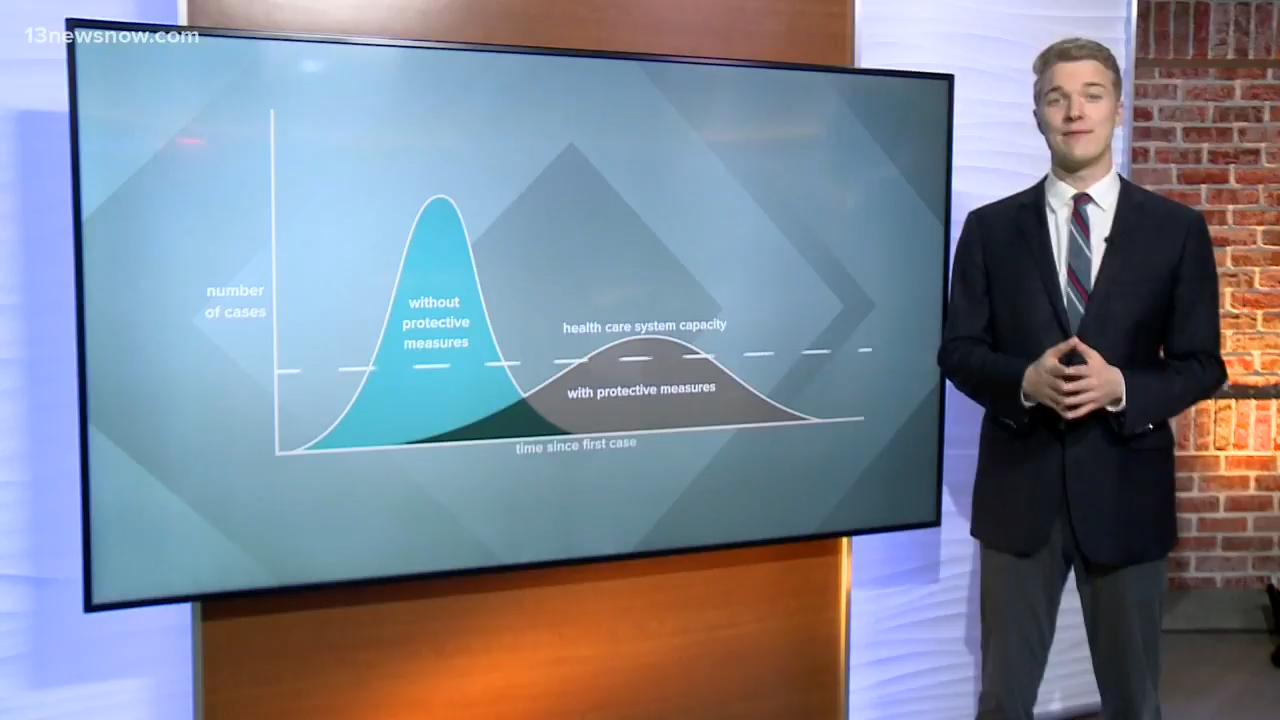 13newsnow.com
number
of cases
without
protective
measures
health care system capacity
with protective measures
time since first case